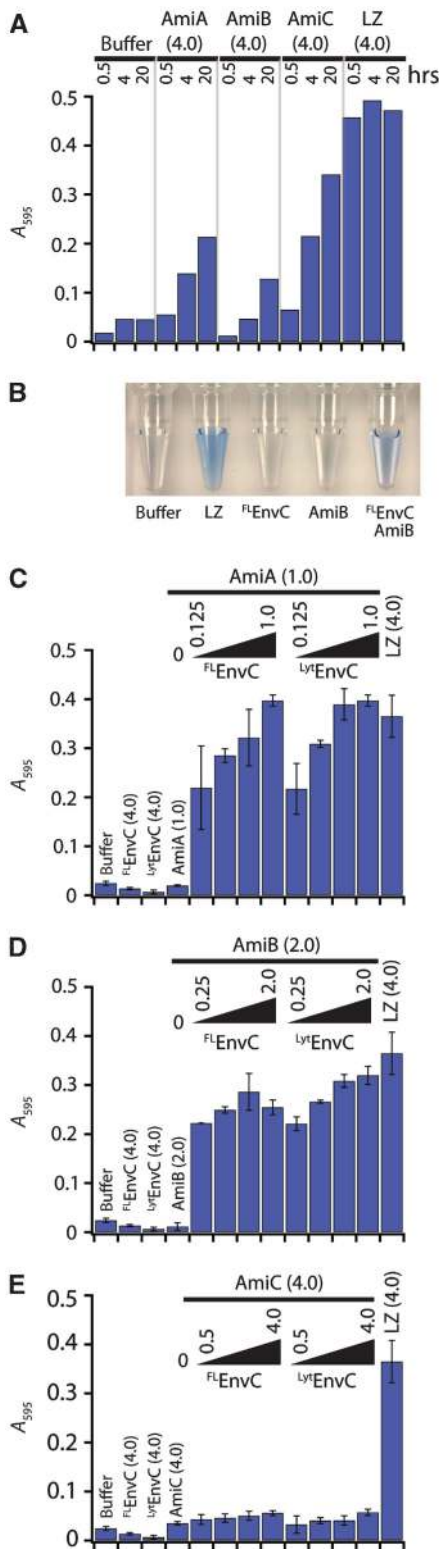 A
Buffer AmiA (4.0) AmiB (4.0) AmiC (4.0) LZ (4.0)
0.5 4 20 0.5 4 20 0.5 4 20 0.5 4 20 0.5 4 20 hrs
0.5
0.4
0.2
0.1
0
A595
B
Buffer LZ FLEnvC AmiB FLEnvC AmiB
C
AmiA (1.0)
0 0.125 1.0 0.125 1.0 LZ (4.0)
FLEnvC LytEnvC
0.5
0.4
0.3
0.2
0.1
0
A595
Buffer
FLEnvC (4.0)
LytEnvC (4.0)
AmiA (1.0)
D
AmiB (2.0)
0 0.25 2.0 0.25 2.0 LZ (4.0)
FLEnvC LytEnvC
0.5
0.4
0.3
0.2
0.1
0
A595
Buffer
FLEnvC (4.0)
LytEnvC (4.0)
AmiB (2.0)
E
AmiC (4.0)
0 0.5 4.0 0.5 4.0 LZ (4.0)
FLEnvC LytEnvC
0.5
0.4
0.3
0.2
0.1
0
A595
Buffer
FLEnvC (4.0)
LytEnvC (4.0)
AmiC (4.0)